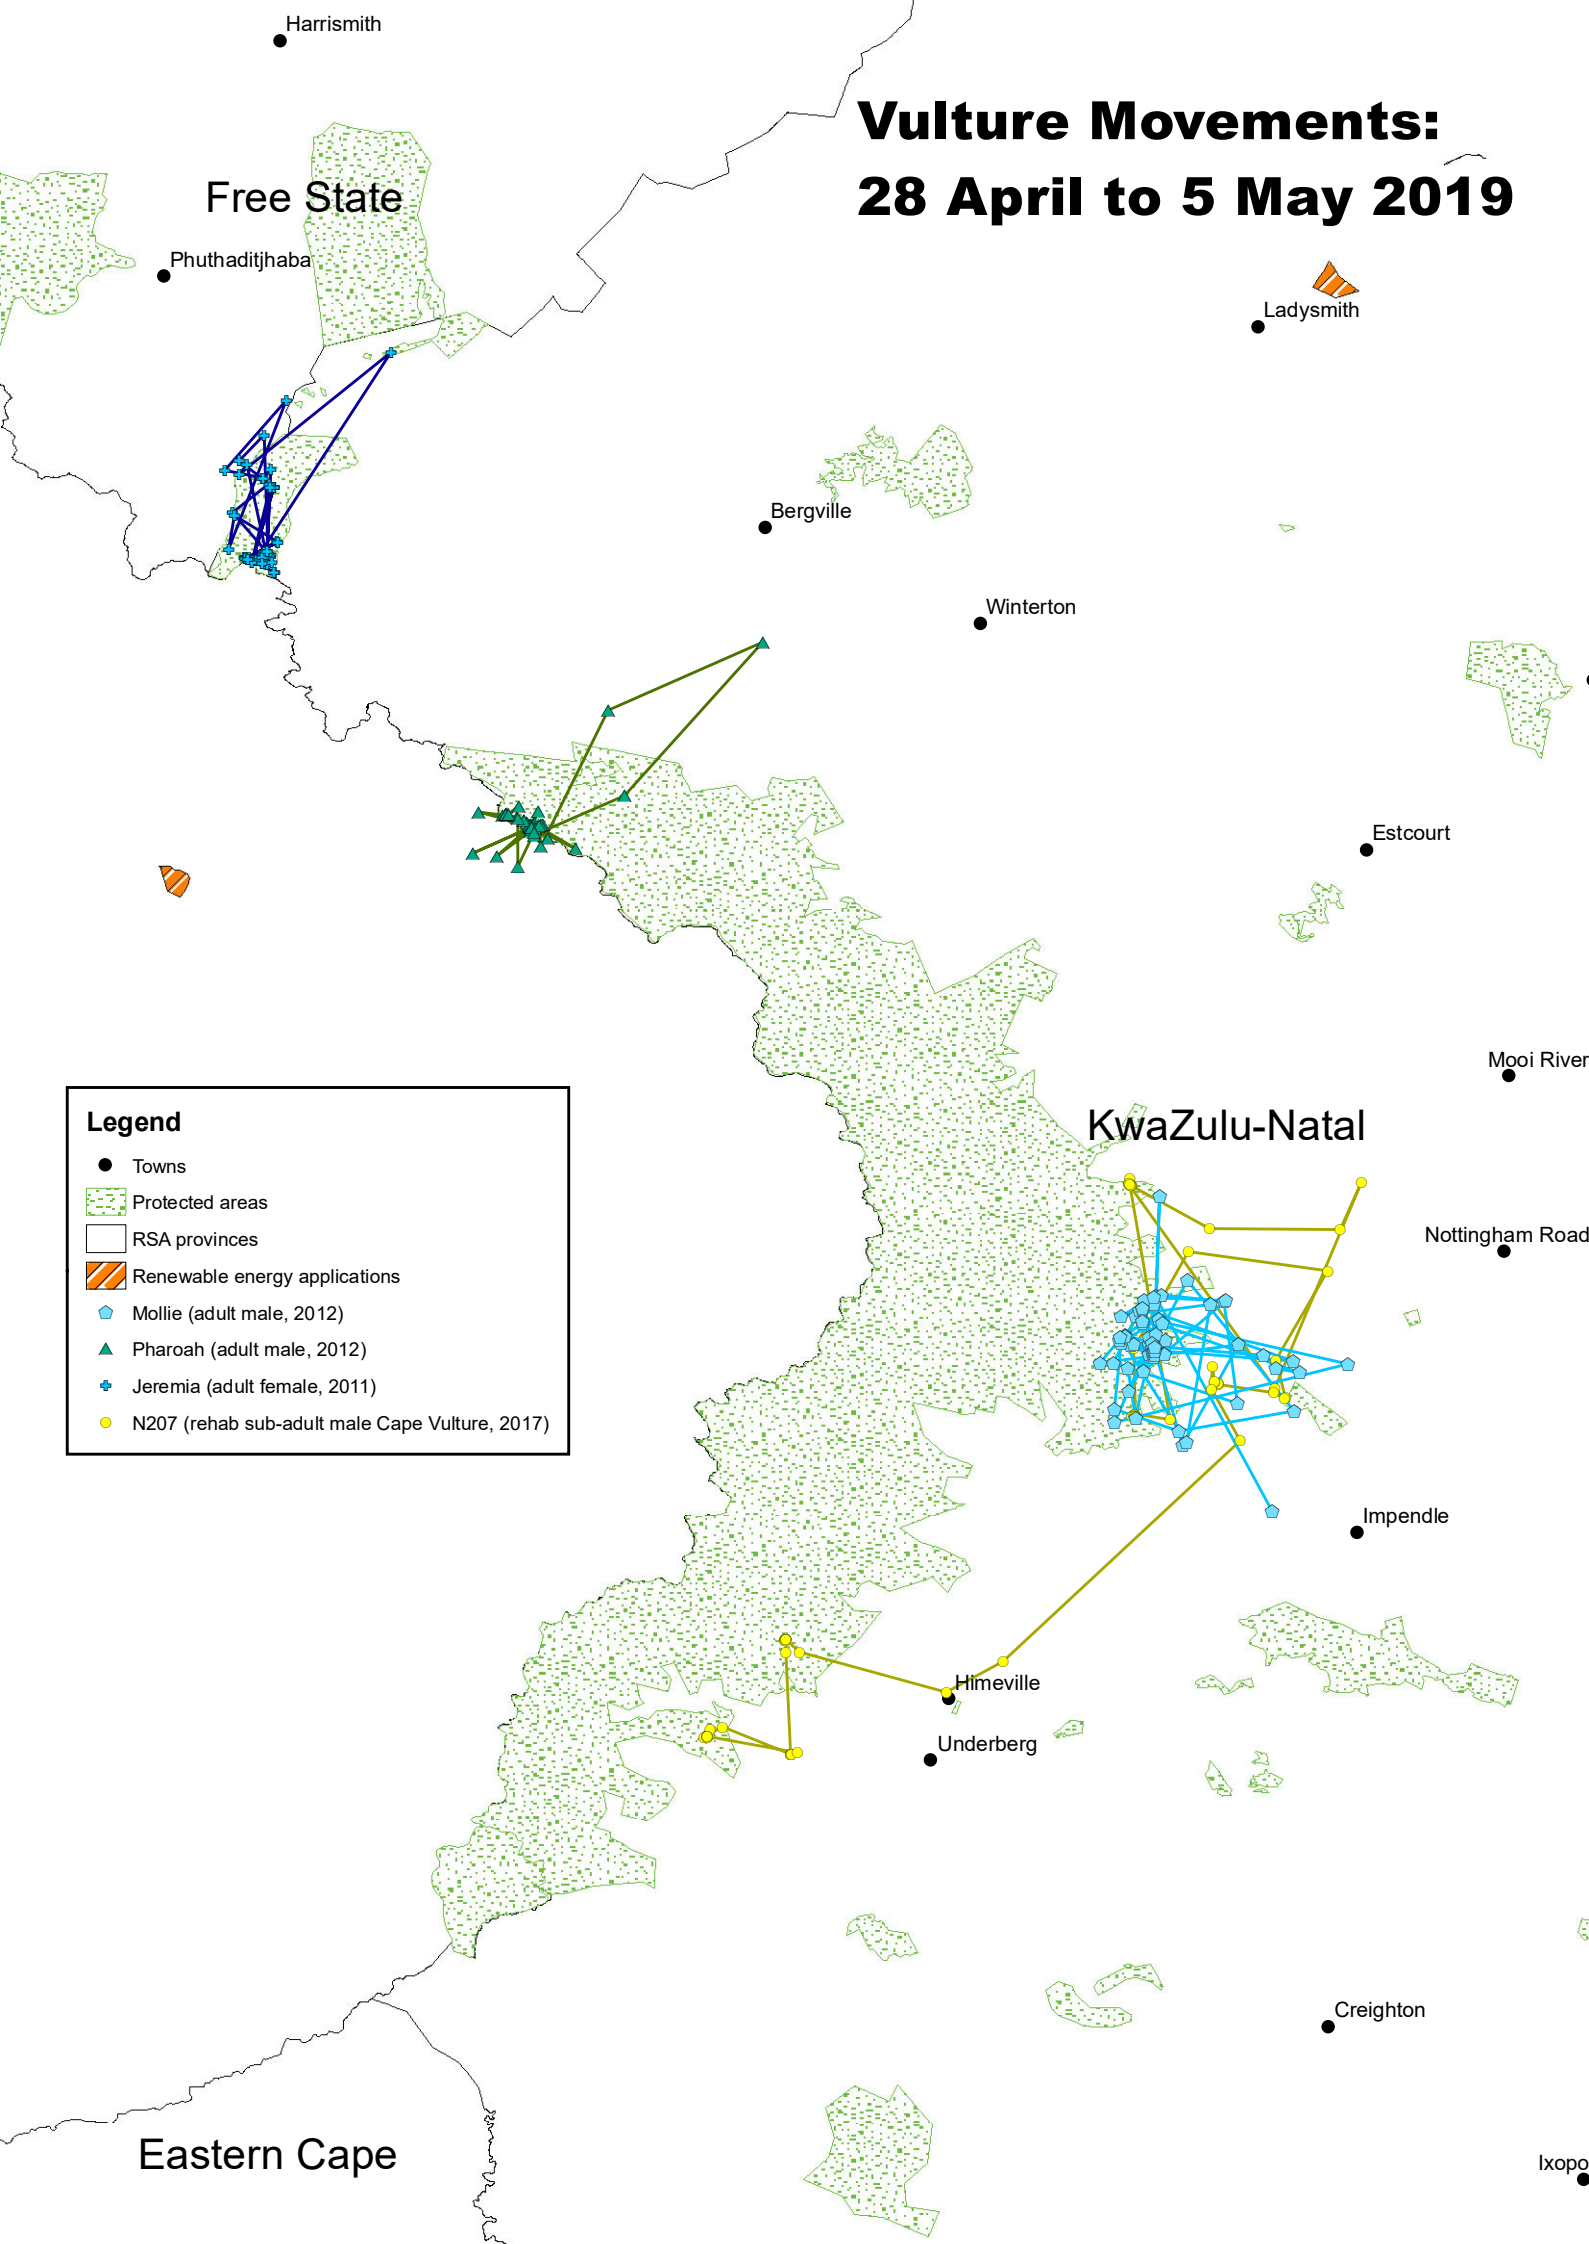 Harrismith
Vulture Movements:
28 April to 5 May 2019
Free State
Phuthaditjhaba
Ladysmith
Bergville
Winterton
Estcourt
Mooi River
KwaZulu-Natal
Legend
Towns
Protected areas
RSA provinces
Renewable energy applications
Mollie (adult male, 2012)
Pharoah (adult male, 2012)
Jeremia (adult female, 2011)
N207 (rehab sub-adult male Cape Vulture, 2017)
Nottingham Road
Impendle
Himeville
Underberg
Creighton
Eastern Cape
Ixopo